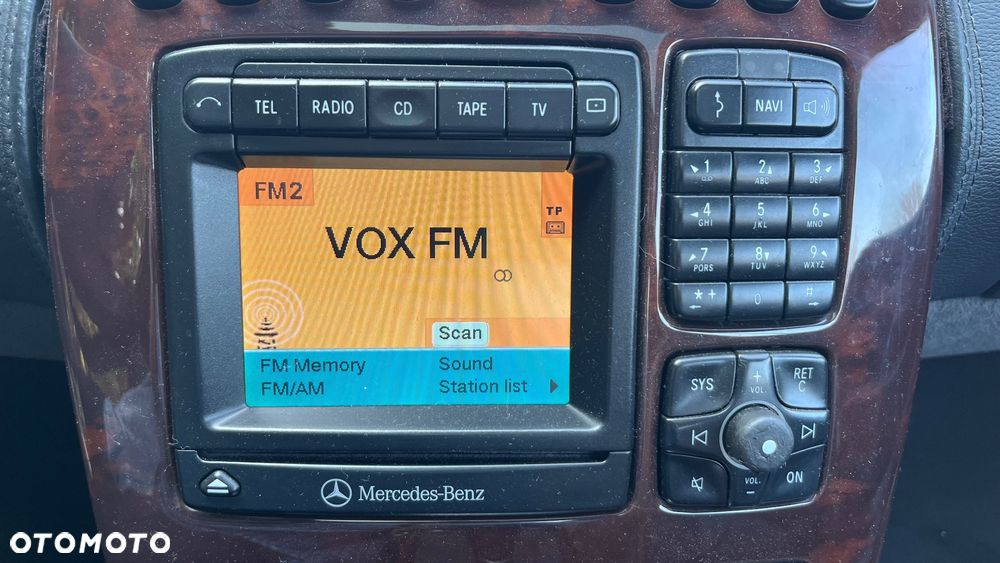 TEL RADIO CD TAPE TV
NAVI
FM2
TP
VOX FM
Scan
FM Memory Sound
FM/AM Station list
1 2 ABC 3 DEF
4 GHI 5 JKL 6 MNO
7 PORS 8 TUV 9 WXYZ
* + 0 #
SYS + VOL. RET C
VOL. - ON
Mercedes-Benz
OTOMOTO